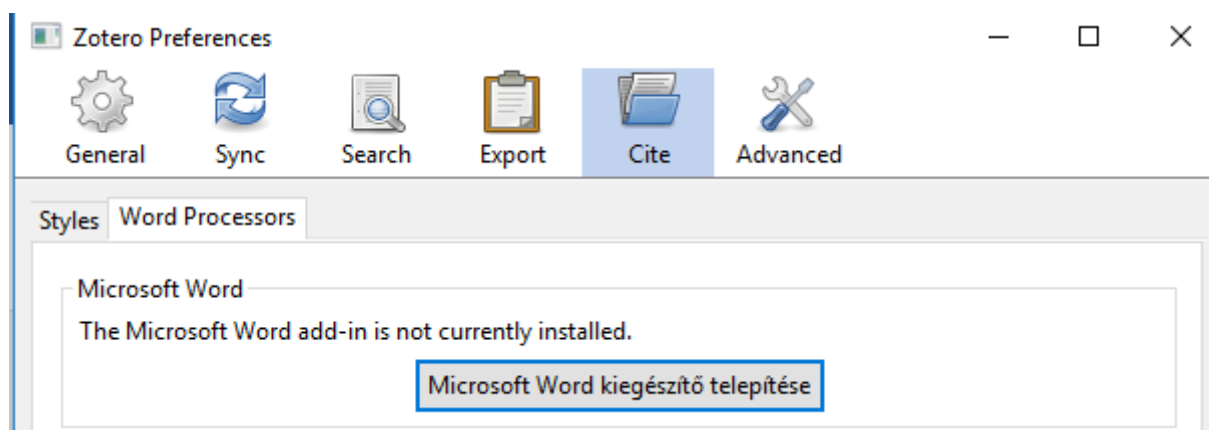 Zotero Preferences
General Sync Search Export Cite Advanced
Styles Word Processors
Microsoft Word
The Microsoft Word add-in is not currently installed.
Microsoft Word kiegészítő telepítése